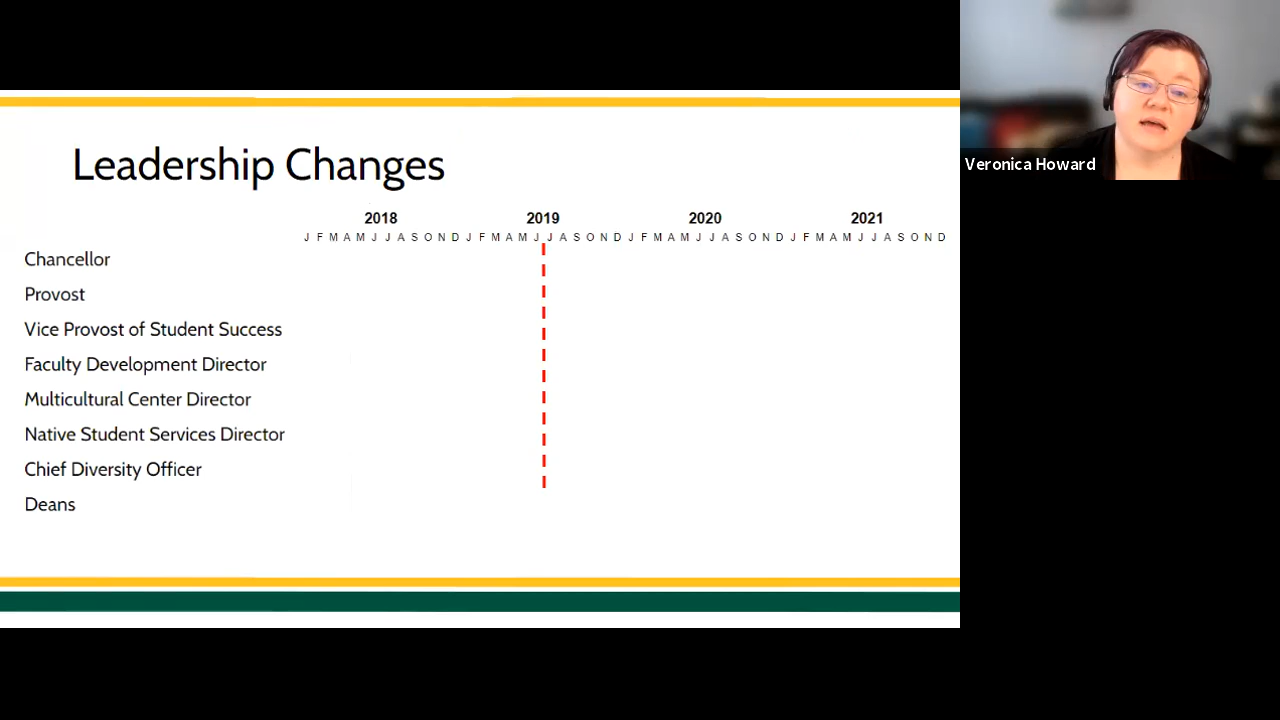 Leadership Changes
2018 2019 2020 2021
J F M A M J J A S O N D J F M A M J J A S O N D J F M A M J J A S O N D J F M A M J J A S O N D
Chancellor
Provost
Vice Provost of Student Success
Faculty Development Director
Multicultural Center Director
Native Student Services Director
Chief Diversity Officer
Deans
Veronica Howard